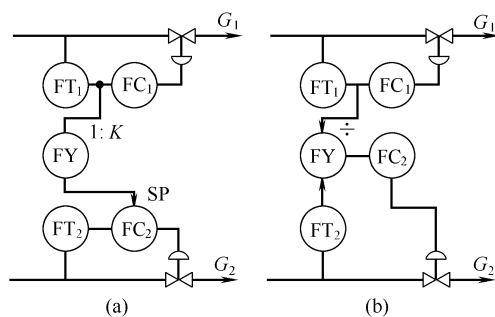 G₁
FT₁ FC₁
1: K
FY
SP
FT₂ FC₂
G₂
(a)
G₁
FT₁ FC₁
÷
FY FC₂
FT₂
G₂
(b)